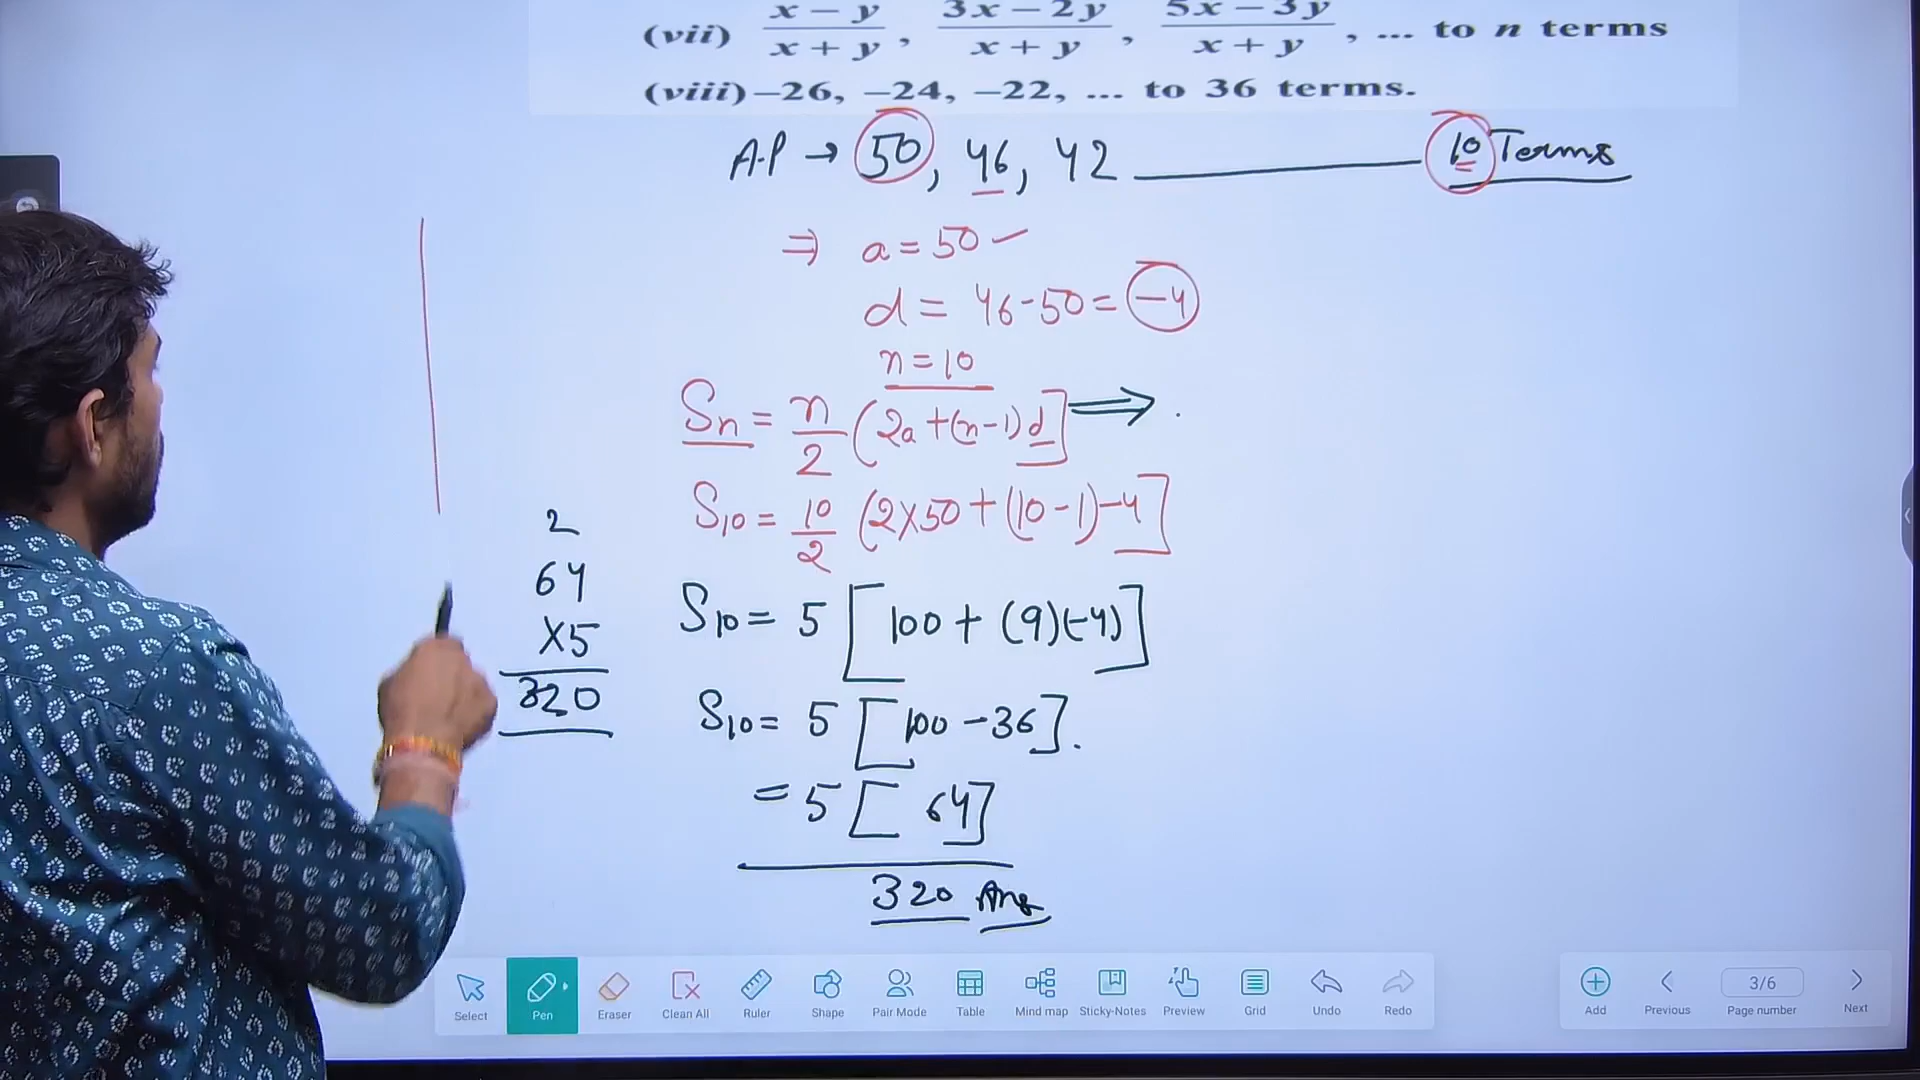 (vii) x – y / x + y , 3x – 2y / x + y , 5x – 3y / x + y , ... to n terms
(viii) –26, –24, –22, ... to 36 terms.
A.P → 50, 46, 42 ———— 10 Terms
⇒ a = 50
d = 46 - 50 = -4
n = 10
Sn = n/2 (2a + (n-1) d] ⇒ .
S10 = 10/2 (2×50 + (10-1) -4]
S10 = 5 [100 + (9)(-4)]
S10 = 5 [100 - 36].
= 5 [64]
320 Ans
2
64
×5
320
Select
Pen
Eraser
Clean All
Ruler
Shape
Pair Mode
Table
Mind map
Sticky-Notes
Preview
Grid
Undo
Redo
Add
Previous
3/6
Page number
Next